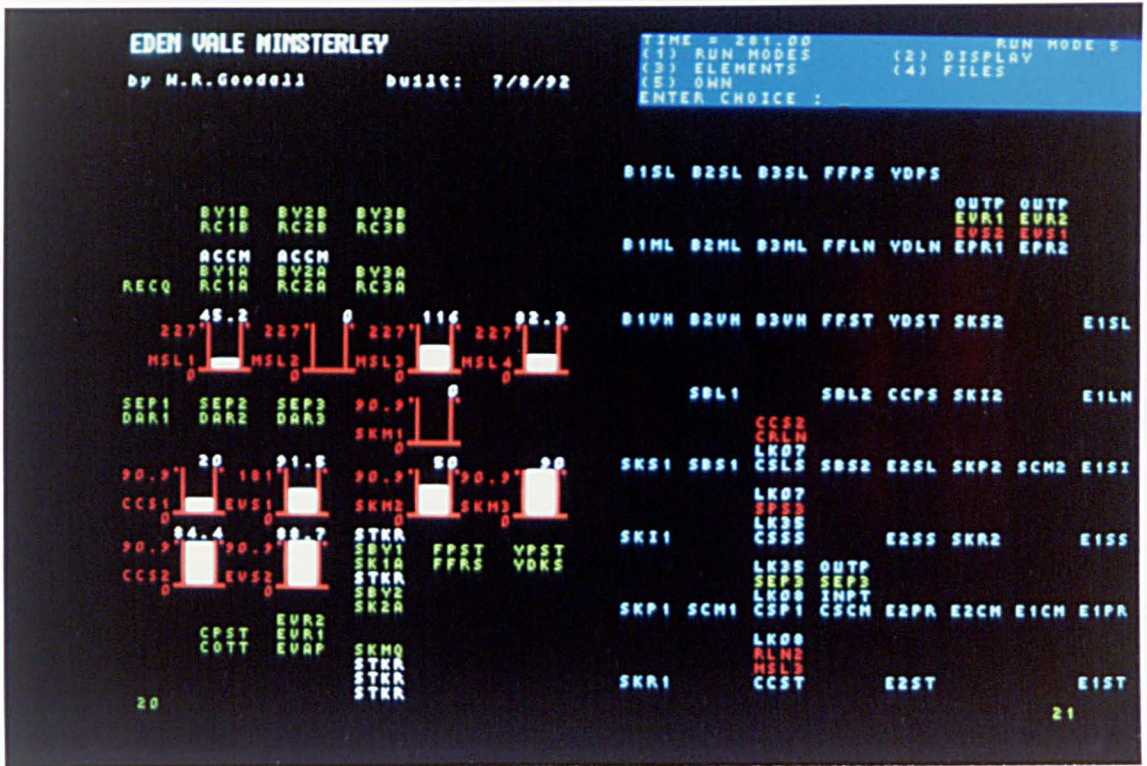 EDEN VALE MINSTERLEY
by M.R.Goodall built: 7/8/92
TIME = 281.00 RUN MODE S
(1) RUN MODES (2) DISPLAY
(3) ELEMENTS (4) FILES
(5) OWN
ENTER CHOICE :
BY1B BY2B BY3B
RC1B RC2B RC3B
ACCM ACCM
BY1A BY2A BY3A
RECQ RC1A RC2A RC3A
45.2 0 116 82.3
227 227 227 227
MSL1 MSL2 MSL3 MSL4
0 0 0 0
SEP1 SEP2 SEP3
DAR1 DAR2 DAR3
0
90.9
SKM1
0
20 91.5 50 90
90.9 181 90.9 90.9
CCS1 EVS1 SKM2 SKM3
0 0 0 0
84.4 88.7
90.9 90.9
CCS2 EVS2
0 0
STKR
SBY1 FPST YPST
SK1A FFRS YDKS
STKR
SBY2
SK2A
EVR2
CPST EVR1
COTT EVAP SKMQ
STKR
STKR
STKR
20
B1SL B2SL B3SL FFPS YDPS
OUTP OUTP
EVR1 EVR2
EVS2 EVS1
B1ML B2ML B3ML FFLN YDLN EPR1 EPR2
B1VH B2VH B3VH FFST YDST SKS2 E1SL
SBL1 SBL2 CCPS SKI2 E1LN
CCS2
CRLN
LK07
SKS1 SBS1 CSLS SBS2 E2SL SKP2 SCM2 E1SI
LK07
SPS3
LK35
SKI1 CSSS E2SS SKR2 E1SS
LK35 OUTP
SEP3 SEP3
LK08 INPT
SKP1 SCM1 CSP1 CSCM E2PR E2CM E1CM E1PR
LK08
RLN2
MSL3
SKR1 CCST E2ST E1ST
21